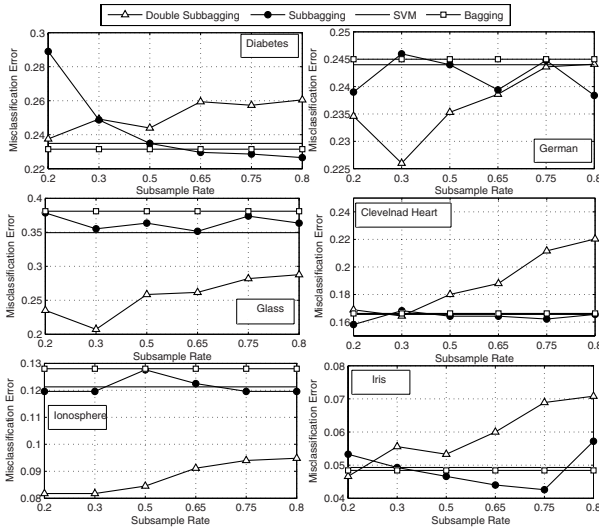 Double Subbagging Subbagging SVM Bagging
0.3
0.28
0.26
0.24
0.22
0.2 0.3 0.5 0.65 0.75 0.8
Misclassification Error
Subsample Rate
Diabetes
0.25
0.245
0.235
0.225
0.2 0.3 0.5 0.65 0.75 0.8
Misclassification Error
Subsample Rate
German
0.4
0.35
0.3
0.25
0.2
0.2 0.3 0.5 0.65 0.75 0.8
Misclassification Error
Subsample Rate
Glass
0.24
0.22
0.2
0.18
0.16
0.2 0.3 0.5 0.65 0.75 0.8
Misclassification Error
Subsample Rate
Clevelnad Heart
0.13
0.12
0.11
0.1
0.09
0.08
0.2 0.3 0.5 0.65 0.75 0.8
Misclassification Error
Subsample Rate
Ionosphere
0.08
0.07
0.06
0.05
0.04
0.2 0.3 0.5 0.65 0.75 0.8
Misclassification Error
Subsample Rate
Iris